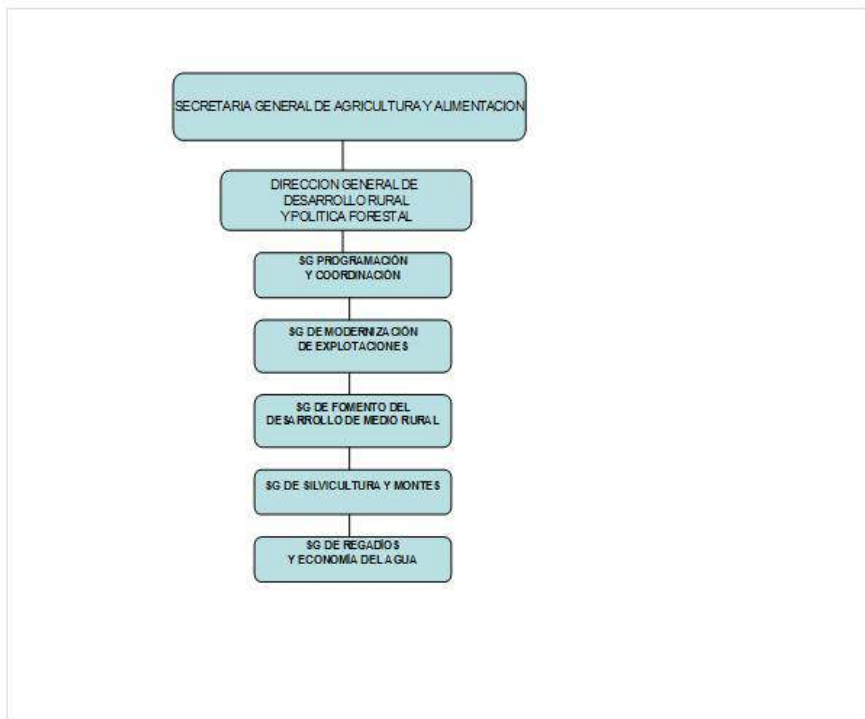 SECRETARIA GENERAL DE AGRICULTURA Y ALIMENTACION
DIRECCION GENERAL DE
DESARROLLO RURAL
Y POLITICA FORESTAL
SG PROGRAMACIÓN
Y COORDINACIÓN
SG DE MODERNIZACIÓN
DE EXPLOTACIONES
SG DE FOMENTO DEL
DESARROLLO DE MEDIO RURAL
SG DE SILVICULTURA Y MONTES
SG DE REGADÍOS
Y ECONOMÍA DEL AGUA